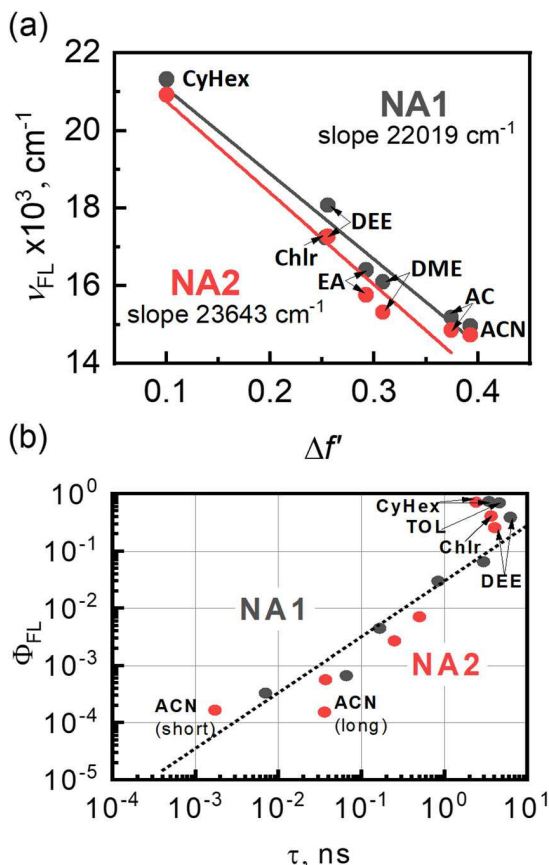 (a)
22
20
18
16
14
ν_FL x10³, cm⁻¹
CyHex
NA1
slope 22019 cm⁻¹
DEE
Chlr
NA2
EA
DME
slope 23643 cm⁻¹
AC
ACN
0.1 0.2 0.3 0.4
Δf'
(b)
10⁰
10⁻¹
10⁻²
10⁻³
10⁻⁴
10⁻⁵
Φ_FL
CyHex
TOL
Chlr
DEE
NA1
NA2
ACN
(short)
ACN
(long)
10⁻⁴ 10⁻³ 10⁻² 10⁻¹ 10⁰ 10¹
τ, ns